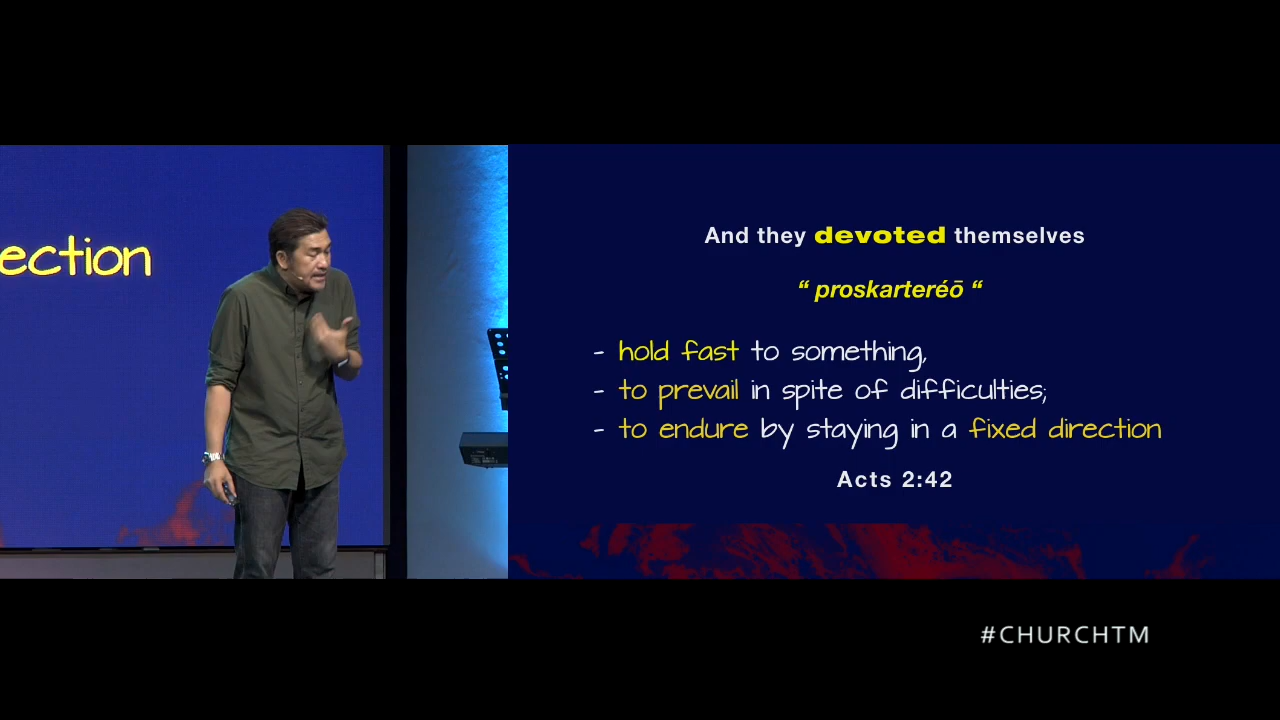 ection
And they devoted themselves
“ proskarteréō “
- hold fast to something,
- to prevail in spite of difficulties;
- to endure by staying in a fixed direction
Acts 2:42
#CHURCHTM